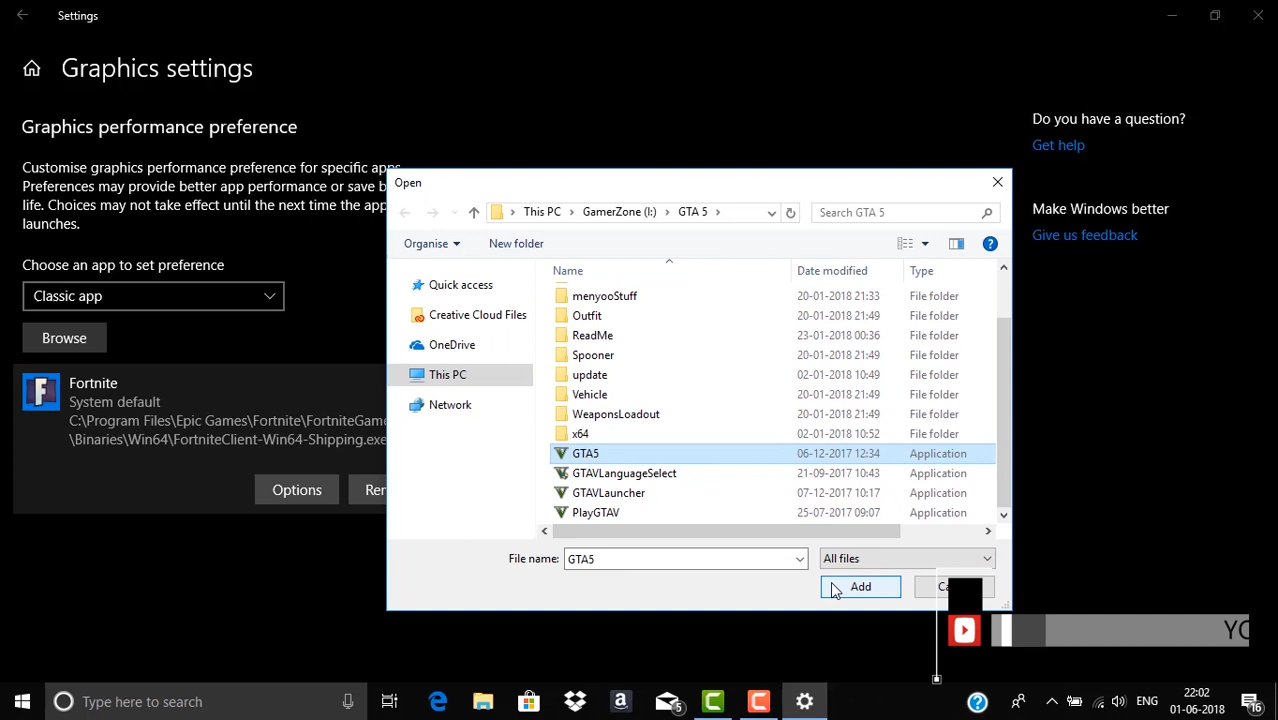 Settings
Graphics settings
Graphics performance preference
Customise graphics performance preference for specific apps.
Preferences may provide better app performance or save b
life. Choices may not take effect until the next time the app
launches.
Choose an app to set preference
Classic app
Browse
Fortnite
System default
C:\Program Files\Epic Games\Fortnite\FortniteGame
\Binaries\Win64\FortniteClient-Win64-Shipping.exe
Options
Re
Do you have a question?
Get help
Make Windows better
Give us feedback
Open
This PC > GamerZone (I:) > GTA 5 >
Search GTA 5
Organise
New folder
Quick access
Creative Cloud Files
OneDrive
This PC
Network
Name Date modified Type
menyooStuff 20-01-2018 21:33 File folder
Outfit 20-01-2018 21:49 File folder
ReadMe 23-01-2018 00:36 File folder
Spooner 20-01-2018 21:49 File folder
update 20-01-2018 21:49 File folder
Vehicle 20-01-2018 21:49 File folder
WeaponsLoadout 20-01-2018 21:49 File folder
x64 02-01-2018 10:52 File folder
GTA5 06-12-2017 12:34 Application
GTAVLanguageSelect 21-09-2017 10:43 Application
GTAVLauncher 07-12-2017 10:17 Application
PlayGTAV 25-07-2017 09:07 Application
File name: GTA5
All files
Add
Ca
YO
Type here to search
5
ENG
22:02
01-06-2018
16